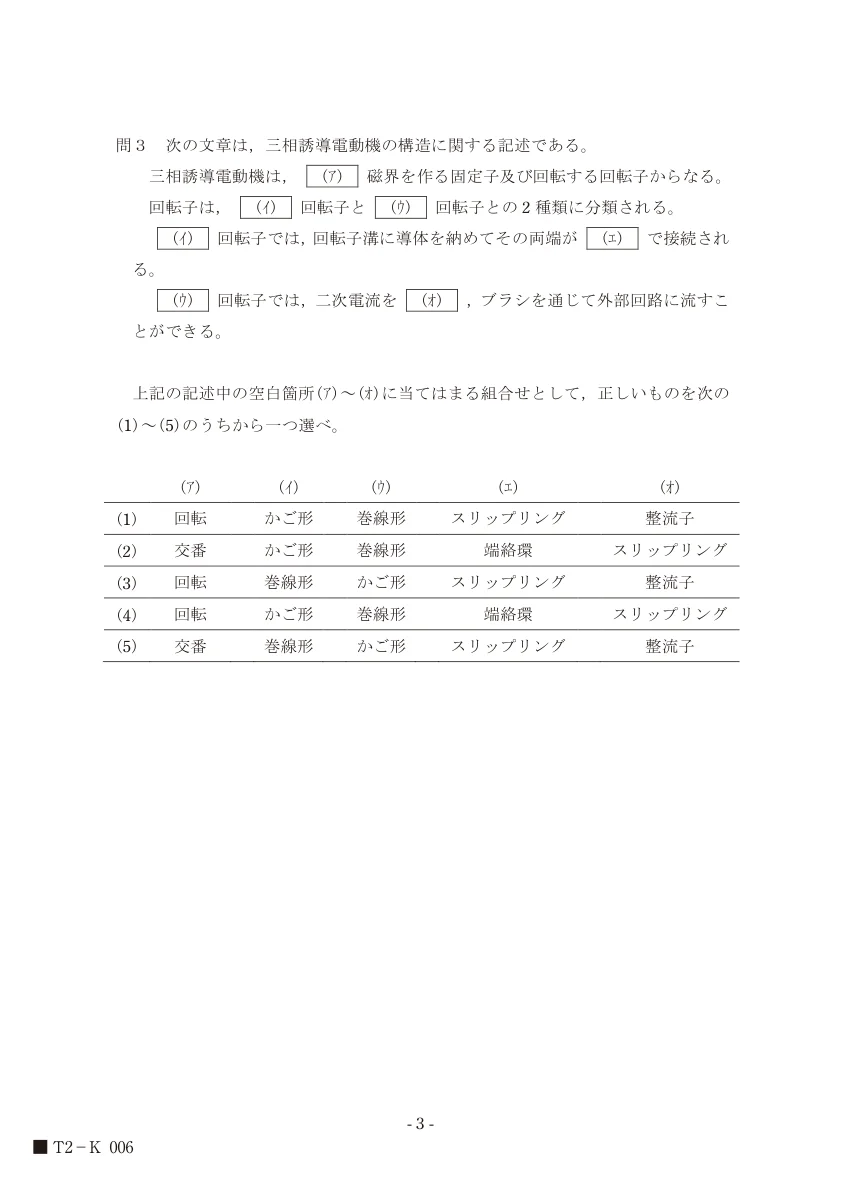 問3 次の文章は，三相誘導電動機の構造に関する記述である。
三相誘導電動機は， (ア) 磁界を作る固定子及び回転する回転子からなる。
回転子は， (イ) 回転子と (ウ) 回転子との2種類に分類される。
(イ) 回転子では，回転子溝に導体を納めてその両端が (エ) で接続され
る。
(ウ) 回転子では，二次電流を (オ) ，ブラシを通じて外部回路に流すこ
とができる。
上記の記述中の空白箇所(ア)～(オ)に当てはまる組合せとして，正しいものを次の
(1)～(5)のうちから一つ選べ。
(ア) (イ) (ウ) (エ) (オ)
(1) 回転 かご形 巻線形 スリップリング 整流子
(2) 交番 かご形 巻線形 端絡環 スリップリング
(3) 回転 巻線形 かご形 スリップリング 整流子
(4) 回転 かご形 巻線形 端絡環 スリップリング
(5) 交番 巻線形 かご形 スリップリング 整流子
- 3 -
■ T2－K 006